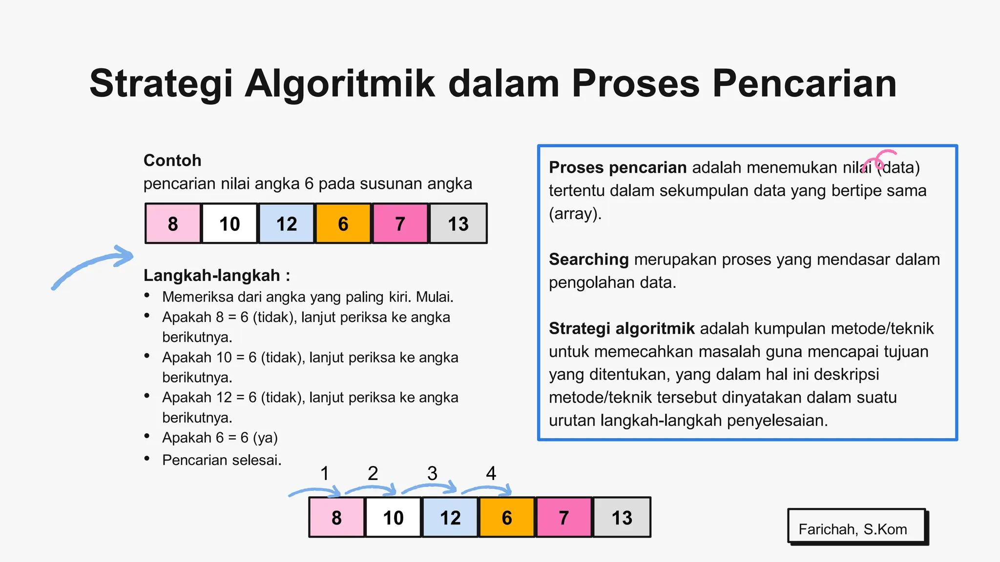 Strategi Algoritmik dalam Proses Pencarian
Contoh
pencarian nilai angka 6 pada susunan angka
8 10 12 6 7 13
Langkah-langkah :
• Memeriksa dari angka yang paling kiri. Mulai.
• Apakah 8 = 6 (tidak), lanjut periksa ke angka
berikutnya.
• Apakah 10 = 6 (tidak), lanjut periksa ke angka
berikutnya.
• Apakah 12 = 6 (tidak), lanjut periksa ke angka
berikutnya.
• Apakah 6 = 6 (ya)
• Pencarian selesai.
1 2 3 4
8 10 12 6 7 13
Proses pencarian adalah menemukan nilai (data)
tertentu dalam sekumpulan data yang bertipe sama
(array).
Searching merupakan proses yang mendasar dalam
pengolahan data.
Strategi algoritmik adalah kumpulan metode/teknik
untuk memecahkan masalah guna mencapai tujuan
yang ditentukan, yang dalam hal ini deskripsi
metode/teknik tersebut dinyatakan dalam suatu
urutan langkah-langkah penyelesaian.
Farichah, S.Kom